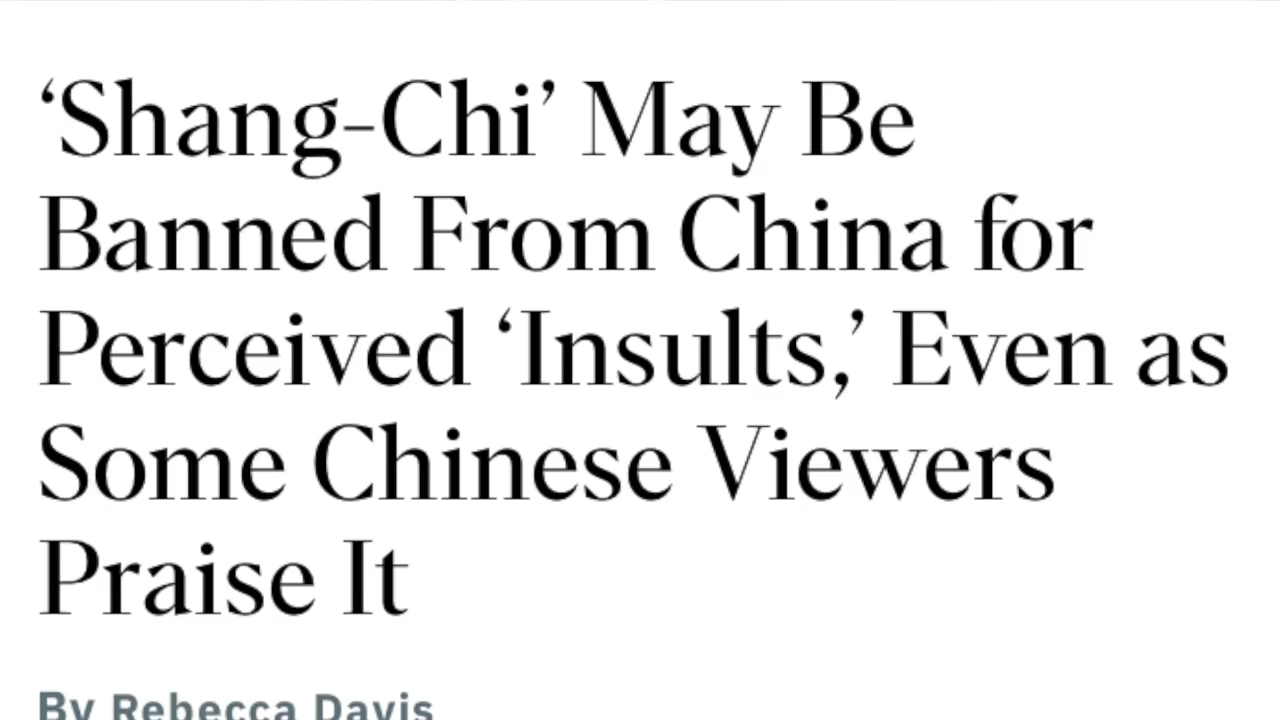 ‘Shang-Chi’ May Be
Banned From China for
Perceived ‘Insults,’ Even as
Some Chinese Viewers
Praise It
By Rebecca Davis